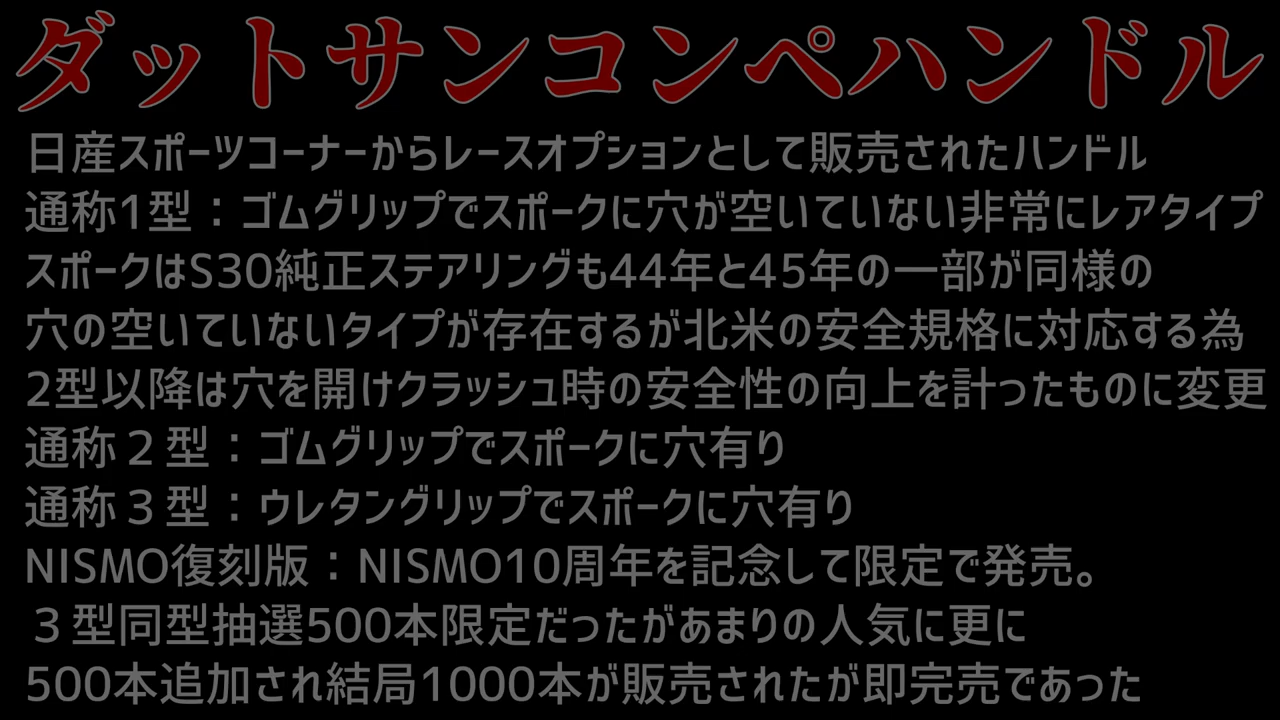 ダットサンコンペハンドル
日産スポーツコーナーからレースオプションとして販売されたハンドル
通称1型：ゴムグリップでスポークに穴が空いていない非常にレアタイプ
スポークはS30純正ステアリングも44年と45年の一部が同様の
穴の空いていないタイプが存在するが北米の安全規格に対応する為
2型以降は穴を開けクラッシュ時の安全性の向上を計ったものに変更
通称２型：ゴムグリップでスポークに穴有り
通称３型：ウレタングリップでスポークに穴有り
NISMO復刻版：NISMO10周年を記念して限定で発売。
３型同型抽選500本限定だったがあまりの人気に更に
500本追加され結局1000本が販売されたが即完売であった